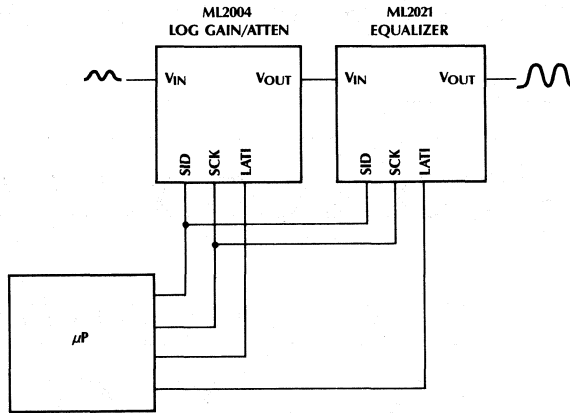 ML2004
LOG GAIN/ATTEN
ML2021
EQUALIZER
VIN
VOUT
VIN
VOUT
SID
SCK
LATI
SID
SCK
LATI
μP